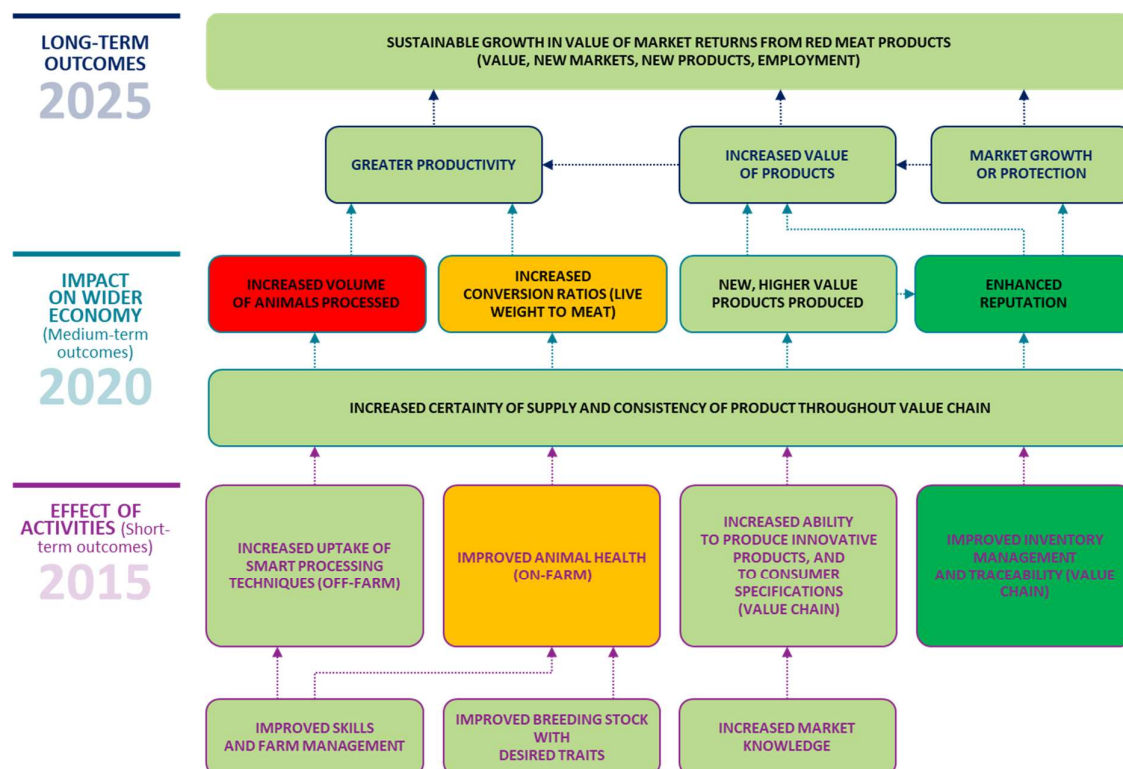 LONG-TERM
OUTCOMES
2025
SUSTAINABLE GROWTH IN VALUE OF MARKET RETURNS FROM RED MEAT PRODUCTS
(VALUE, NEW MARKETS, NEW PRODUCTS, EMPLOYMENT)
GREATER PRODUCTIVITY
INCREASED VALUE
OF PRODUCTS
MARKET GROWTH
OR PROTECTION
IMPACT
ON WIDER
ECONOMY
(Medium-term
outcomes)
2020
INCREASED VOLUME
OF ANIMALS PROCESSED
INCREASED
CONVERSION RATIOS (LIVE
WEIGHT TO MEAT)
NEW, HIGHER VALUE
PRODUCTS PRODUCED
ENHANCED
REPUTATION
INCREASED CERTAINTY OF SUPPLY AND CONSISTENCY OF PRODUCT THROUGHOUT VALUE CHAIN
EFFECT OF
ACTIVITIES (Short-
term outcomes)
2015
INCREASED UPTAKE OF
SMART PROCESSING
TECHNIQUES (OFF-FARM)
IMPROVED ANIMAL HEALTH
(ON-FARM)
INCREASED ABILITY
TO PRODUCE INNOVATIVE
PRODUCTS, AND
TO CONSUMER
SPECIFICATIONS
(VALUE CHAIN)
IMPROVED INVENTORY
MANAGEMENT
AND TRACEABILITY (VALUE
CHAIN)
IMPROVED SKILLS
AND FARM MANAGEMENT
IMPROVED BREEDING STOCK
WITH
DESIRED TRAITS
INCREASED MARKET
KNOWLEDGE